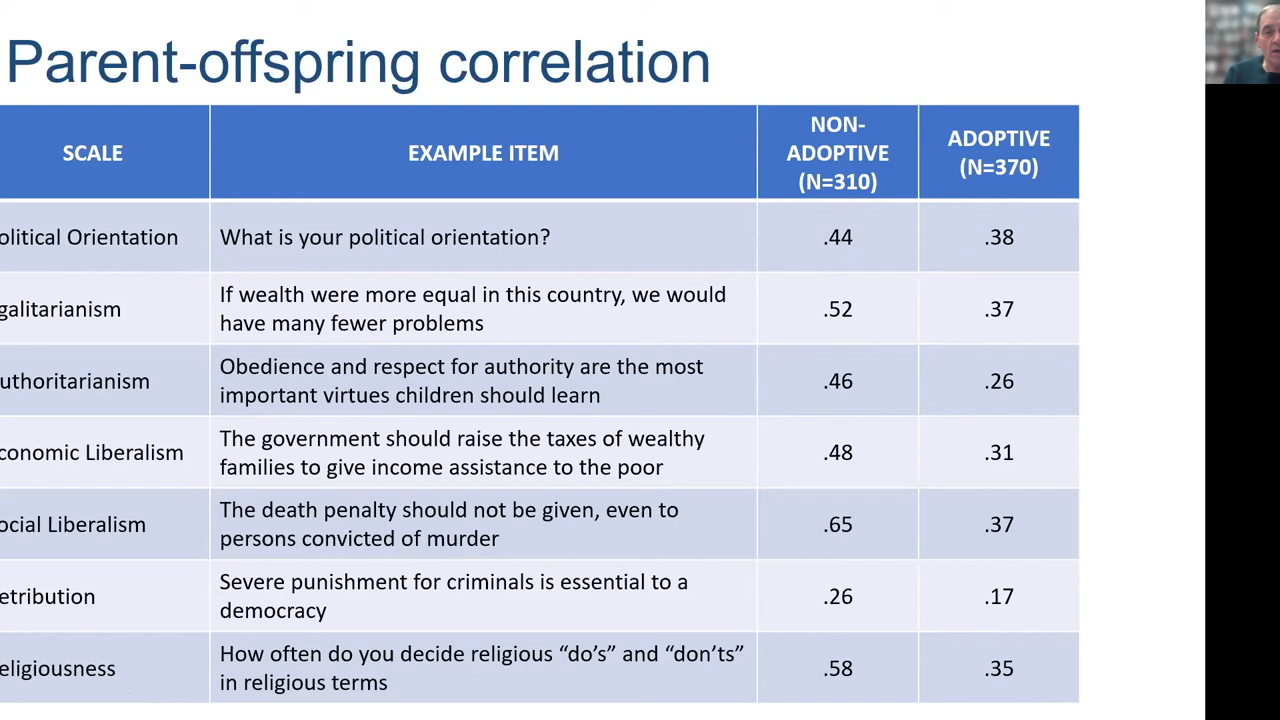 Parent-offspring correlation
SCALE
EXAMPLE ITEM
NON-
ADOPTIVE
(N=310)
ADOPTIVE
(N=370)
olitical Orientation
What is your political orientation?
.44
.38
galitarianism
If wealth were more equal in this country, we would
have many fewer problems
.52
.37
uthoritarianism
Obedience and respect for authority are the most
important virtues children should learn
.46
.26
conomic Liberalism
The government should raise the taxes of wealthy
families to give income assistance to the poor
.48
.31
ocial Liberalism
The death penalty should not be given, even to
persons convicted of murder
.65
.37
etribution
Severe punishment for criminals is essential to a
democracy
.26
.17
eligiousness
How often do you decide religious “do’s” and “don’ts”
in religious terms
.58
.35